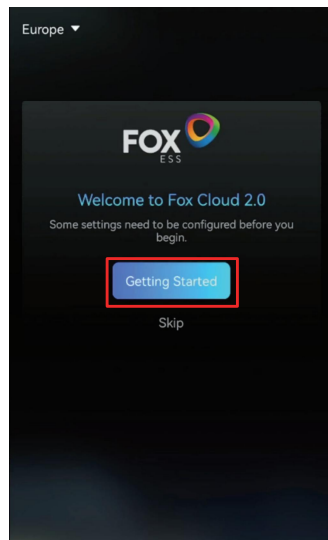 Europe
FOX
ESS
Welcome to Fox Cloud 2.0
Some settings need to be configured before you
begin.
Getting Started
Skip